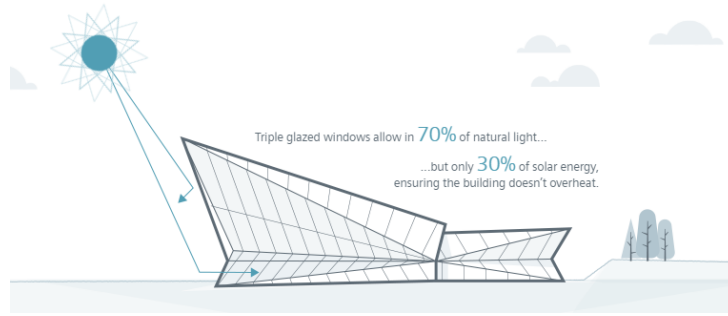 Triple glazed windows allow in 70% of natural light...
...but only 30% of solar energy,
ensuring the building doesn't overheat.